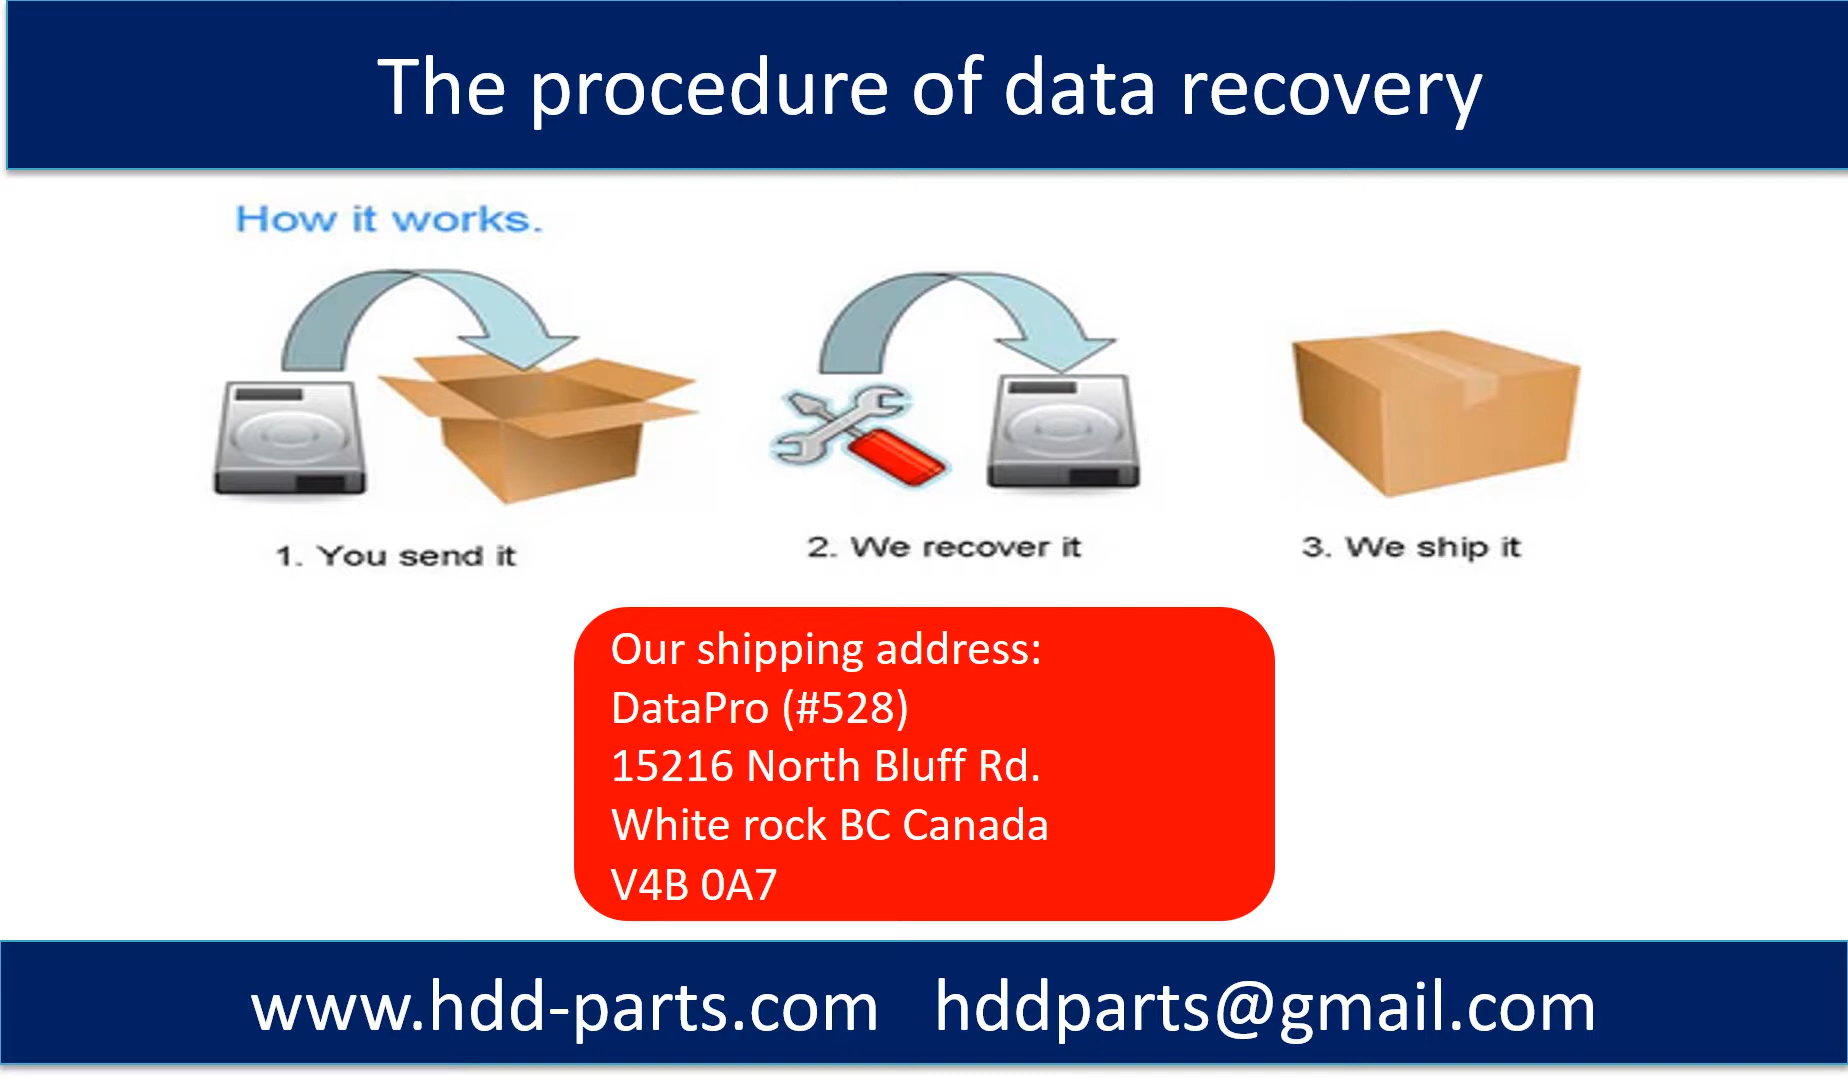 The procedure of data recovery
How it works.
1. You send it
2. We recover it
3. We ship it
Our shipping address:
DataPro (#528)
15216 North Bluff Rd.
White rock BC Canada
V4B 0A7
www.hdd-parts.com hddparts@gmail.com